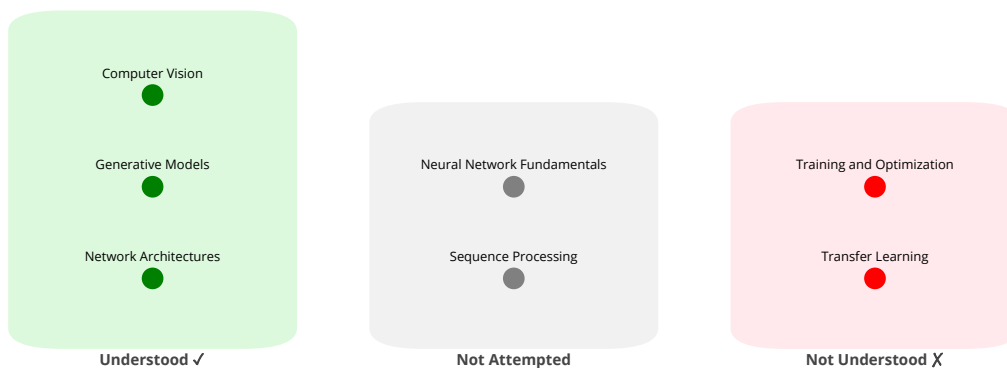 Computer Vision
Generative Models
Network Architectures
Understood ✓
Neural Network Fundamentals
Sequence Processing
Not Attempted
Training and Optimization
Transfer Learning
Not Understood ✗